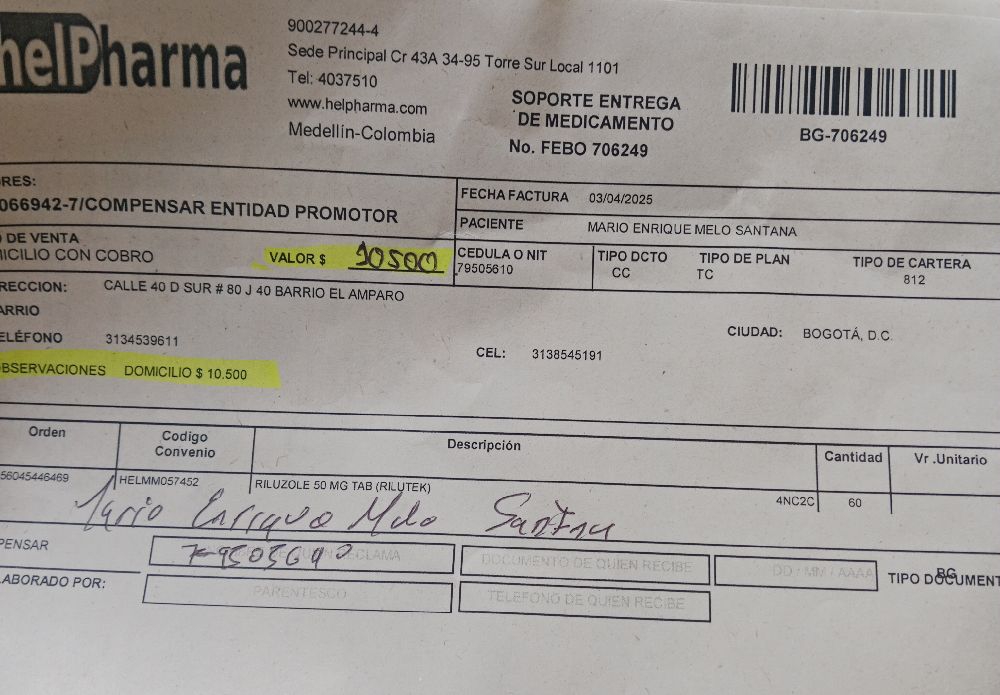 helPharma
900277244-4
Sede Principal Cr 43A 34-95 Torre Sur Local 1101
Tel: 4037510
www.helpharma.com
Medellín-Colombia
SOPORTE ENTREGA
DE MEDICAMENTO
No. FEBO 706249
BG-706249
RES:
066942-7/COMPENSAR ENTIDAD PROMOTOR
FECHA FACTURA 03/04/2025
PACIENTE MARIO ENRIQUE MELO SANTANA
DE VENTA
ICILIO CON COBRO
VALOR $ 10500
CEDULA O NIT
79505610
TIPO DCTO
CC
TIPO DE PLAN
TC
TIPO DE CARTERA
812
RECCION: CALLE 40 D SUR # 80 J 40 BARRIO EL AMPARO
ARRIO
ELÉFONO 3134539611
CEL: 3138545191
CIUDAD: BOGOTÁ, D.C.
BSERVACIONES DOMICILIO $ 10.500
Orden Codigo Convenio Descripción Cantidad Vr .Unitario
56045446469 HELMM057452 RILUZOLE 50 MG TAB (RILUTEK) 4NC2C 60
Mario Enrique Melo Santana
PENSAR
ECLAMA
DOCUMENTO DE QUIEN RECIBE
DD / MM / AAAA
BG
TIPO DOCUMENT
LABORADO POR:
PARENTESCO
TELEFONO DE QUIEN RECIBE